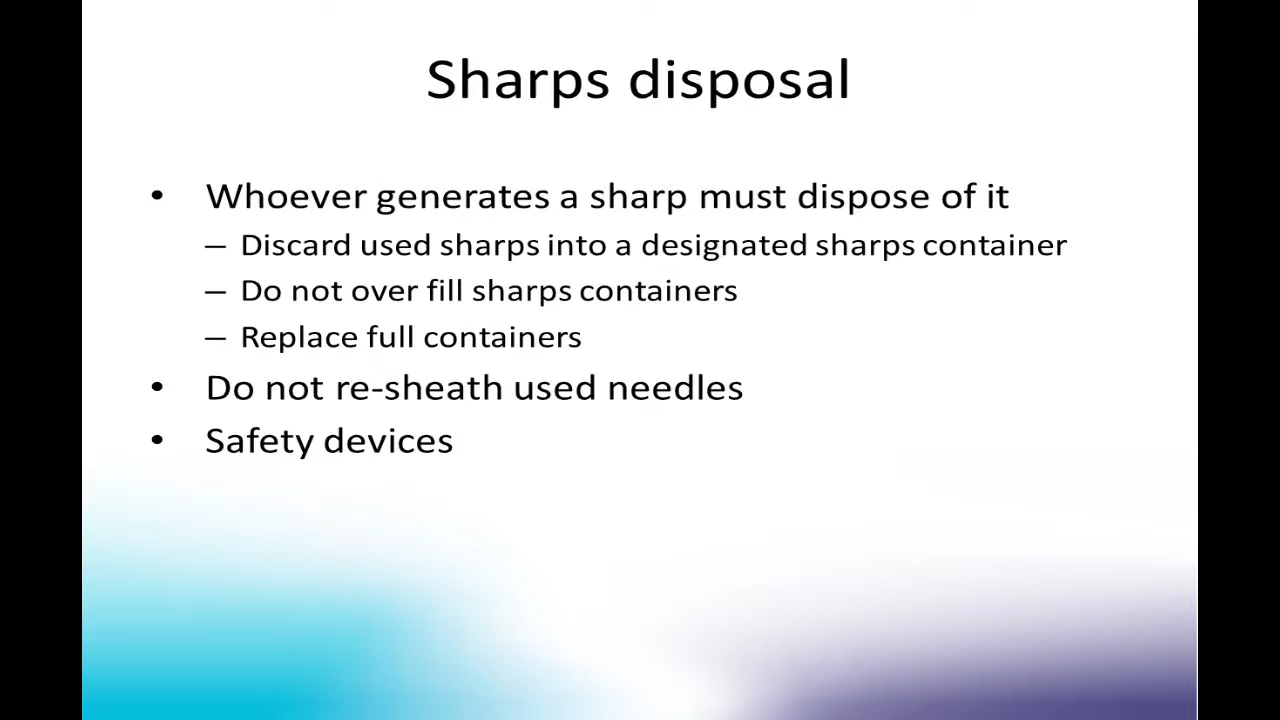 Sharps disposal
• Whoever generates a sharp must dispose of it
– Discard used sharps into a designated sharps container
– Do not over fill sharps containers
– Replace full containers
• Do not re-sheath used needles
• Safety devices